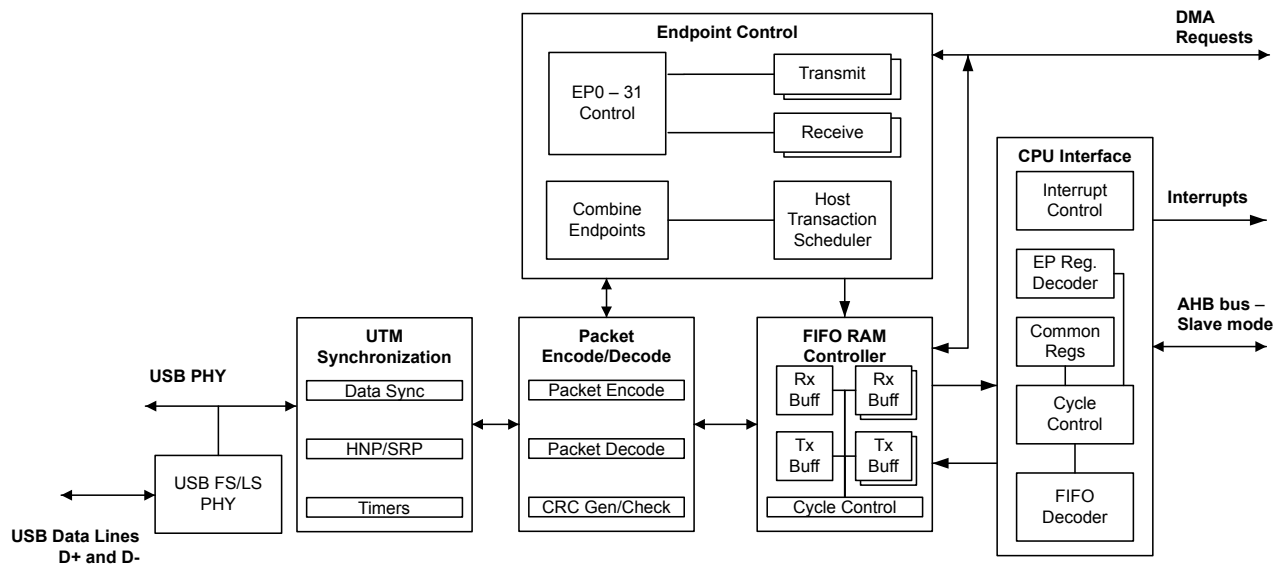 Endpoint Control
EP0 – 31
Control
Transmit
Receive
Combine
Endpoints
Host
Transaction
Scheduler
DMA
Requests
CPU Interface
Interrupt
Control
EP Reg.
Decoder
Common
Regs
Cycle
Control
FIFO
Decoder
Interrupts
AHB bus –
Slave mode
UTM
Synchronization
Data Sync
HNP/SRP
Timers
Packet
Encode/Decode
Packet Encode
Packet Decode
CRC Gen/Check
FIFO RAM
Controller
Rx
Buff
Rx
Buff
Tx
Buff
Tx
Buff
Cycle Control
USB PHY
USB FS/LS
PHY
USB Data Lines
D+ and D-